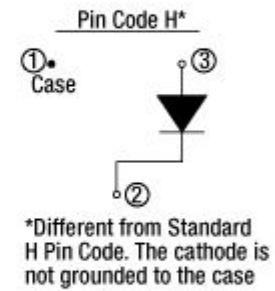 Pin Code H*
①
③
Case
②
*Different from Standard
H Pin Code. The cathode is
not grounded to the case